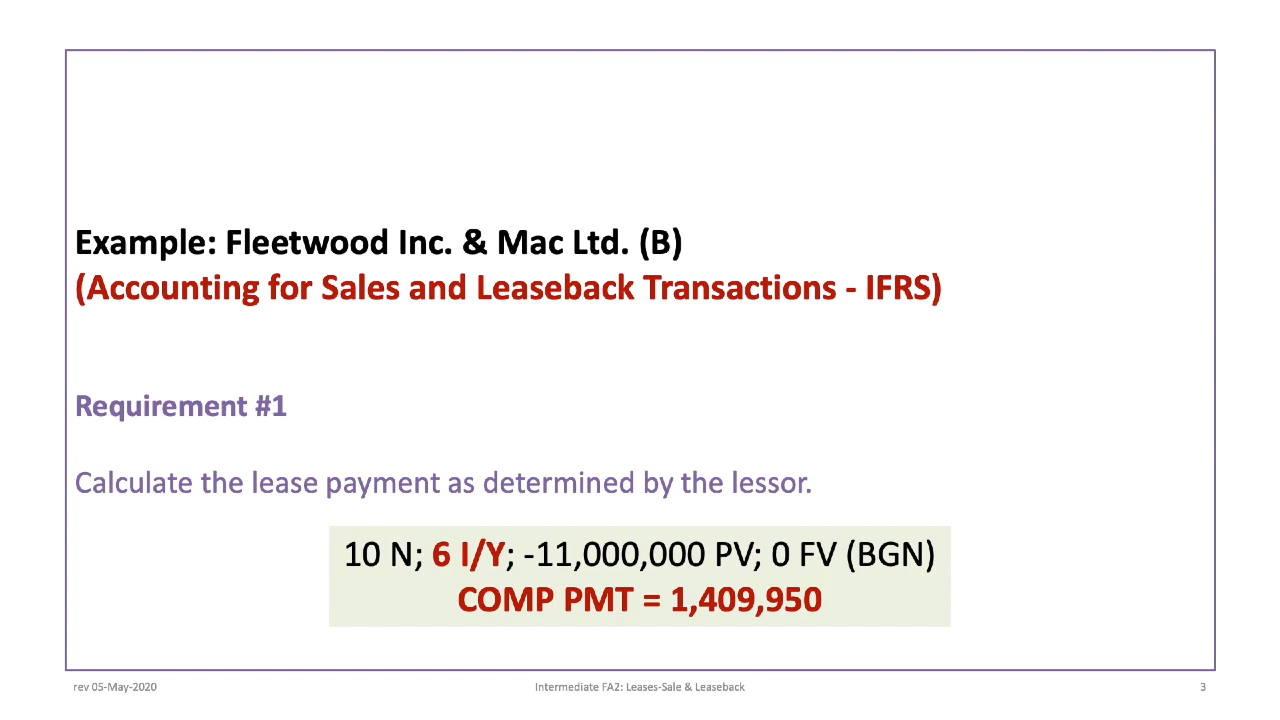 Example: Fleetwood Inc. & Mac Ltd. (B)
(Accounting for Sales and Leaseback Transactions - IFRS)
Requirement #1
Calculate the lease payment as determined by the lessor.
10 N; 6 I/Y; -11,000,000 PV; 0 FV (BGN)
COMP PMT = 1,409,950
rev 05-May-2020
Intermediate FA2: Leases-Sale & Leaseback
3